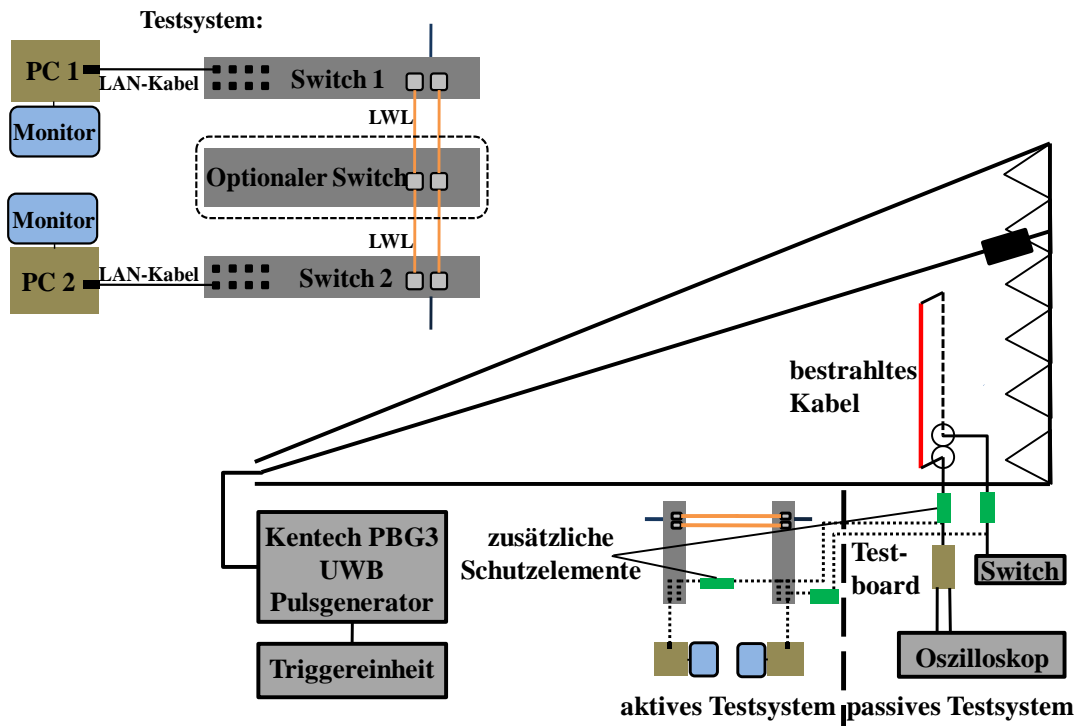 Testsystem:
PC 1
LAN-Kabel
Switch 1
Monitor
LWL
Optionaler Switch
Monitor
LWL
PC 2
LAN-Kabel
Switch 2
bestrahltes
Kabel
Kentech PBG3
UWB
Pulsgenerator
Triggereinheit
zusätzliche
Schutzelemente
Test-
board
Switch
Oszilloskop
aktives Testsystem
passives Testsystem